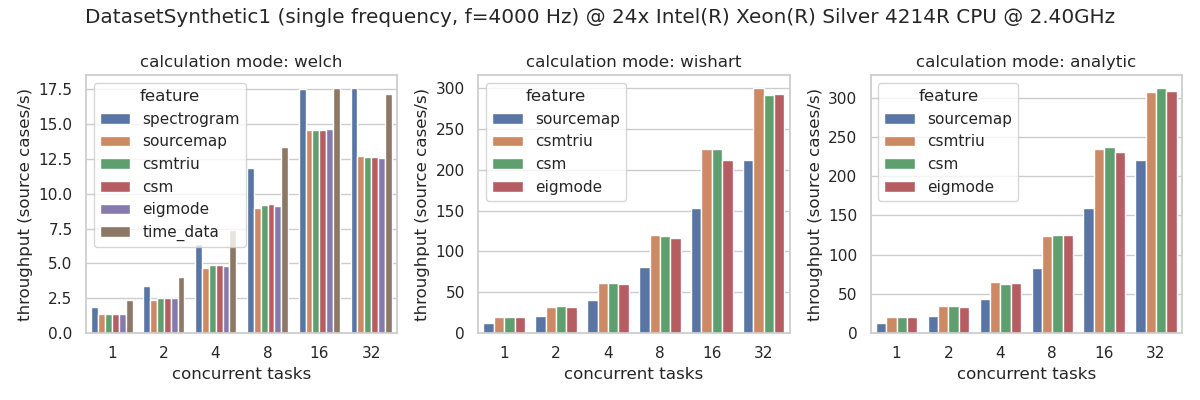 DatasetSynthetic1 (single frequency, f=4000 Hz) @ 24x Intel(R) Xeon(R) Silver 4214R CPU @ 2.40GHz
calculation mode: welch
throughput (source cases/s)
17.5
15.0
12.5
10.0
7.5
5.0
2.5
0.0
feature
spectrogram
sourcemap
csmtriu
csm
eigmode
time_data
1 2 4 8 16 32
concurrent tasks
calculation mode: wishart
throughput (source cases/s)
300
250
200
150
100
50
0
feature
sourcemap
csmtriu
csm
eigmode
1 2 4 8 16 32
concurrent tasks
calculation mode: analytic
throughput (source cases/s)
300
250
200
150
100
50
0
feature
sourcemap
csmtriu
csm
eigmode
1 2 4 8 16 32
concurrent tasks